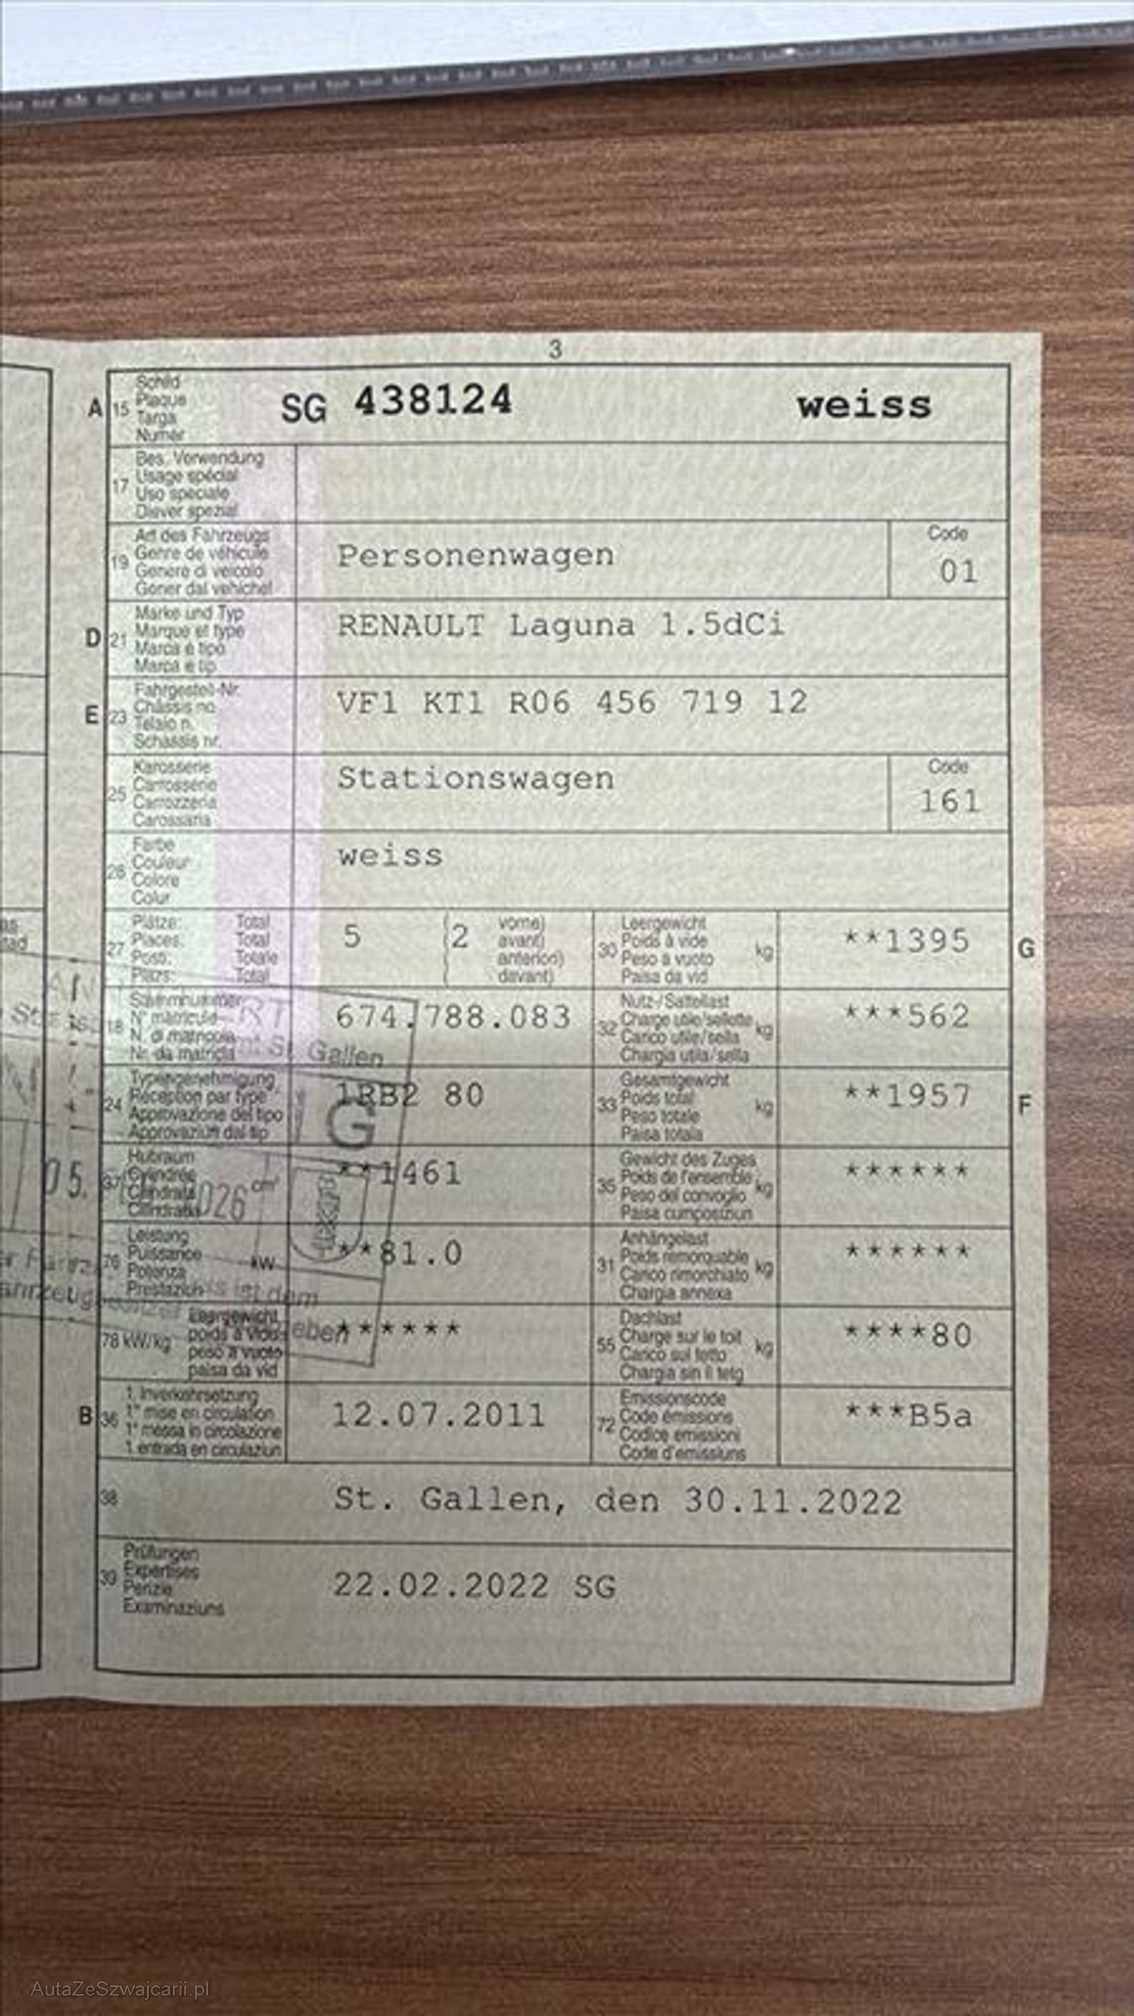 3
A 15 Schild
Plaque
Targa
Numer
SG 438124 weiss
17 Bes. Verwendung
Usage spécial
Uso speciale
Diever spezial
19 Art des Fahrzeugs
Genre de véhicule
Genere di veicolo
Gener dal vehichel
Personenwagen
Code
01
D 21 Marke und Typ
Marque et type
Marca e tipo
Marca e tip
RENAULT Laguna 1.5dCi
E 23 Fahrgestell-Nr.
Châssis no
Telaio n.
Schassis nr.
VF1 KT1 R06 456 719 12
25 Karosserie
Carrosserie
Carrozzeria
Carossaria
Stationswagen
Code
161
26 Farbe
Couleur
Colore
Colur
weiss
27 Plätze: Total
Places: Total
Posti: Totale
Plazs: Total
5 (2 vorne)
avant)
( anteriori)
( davant)
30 Leergewicht
Poids à vide
Peso a vuoto
Paisa da vid
kg
**1395
G
18 Stammnummer
N° matricule
N. di matricola
Nr. da matricla
674.788.083
32 Nutz-/Sattellast
Charge utile/sellette
Carico utile/sella
Chargia utila/sella
kg
***562
St. Gallen
24 Typengenehmigung
Réception par type
Approvazione del tipo
Approvaziun dal tip
1RB2 80
33 Gesamtgewicht
Poids total
Peso totale
Paisa totala
kg
**1957
F
G
37 Hubraum
Cylindrée
Cilindrata
Cilindrada
cm³
**1461
35 Gewicht des Zuges
Poids de l'ensemble
Peso del convoglio
Paisa cumposiziun
kg
******
05. 026
76 Leistung
Puissance
Potenza
Prestaziun
kW
**81.0
31 Anhängelast
Poids remorquable
Carico rimorchiato
Chargia annexa
kg
******
ist dem
78 kW/kg Leergewicht
poids à vide
peso a vuoto
paisa da vid
******
55 Dachlast
Charge sur le toit
Carico sul tetto
Chargia sin il tetg
kg
****80
B 36 1. Inverkehrsetzung
1re mise en circulation
1a messa in circolazione
1. entrada en circulaziun
12.07.2011
72 Emissionscode
Code émissions
Codice emissioni
Code d'emissiuns
***B5a
38 St. Gallen, den 30.11.2022
39 Prüfungen
Expertises
Perizie
Examinaziuns
22.02.2022 SG
AutaZeSzwajcarii.pl